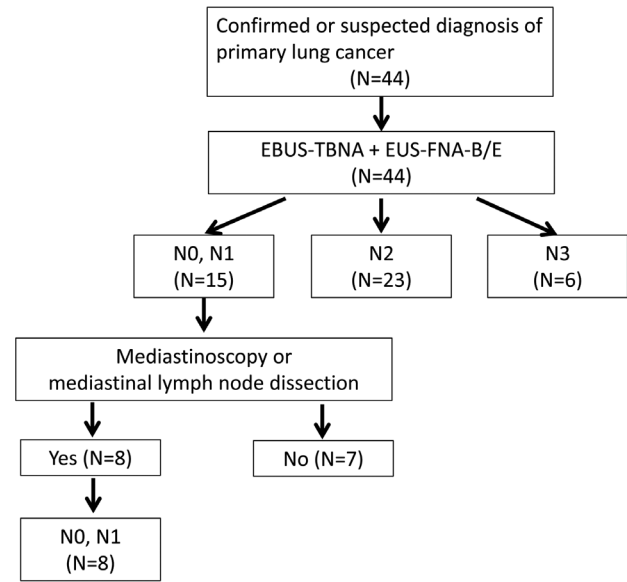 Confirmed or suspected diagnosis of
primary lung cancer
(N=44)
EBUS-TBNA + EUS-FNA-B/E
(N=44)
N0, N1
(N=15)
N2
(N=23)
N3
(N=6)
Mediastinoscopy or
mediastinal lymph node dissection
Yes (N=8)
No (N=7)
N0, N1
(N=8)